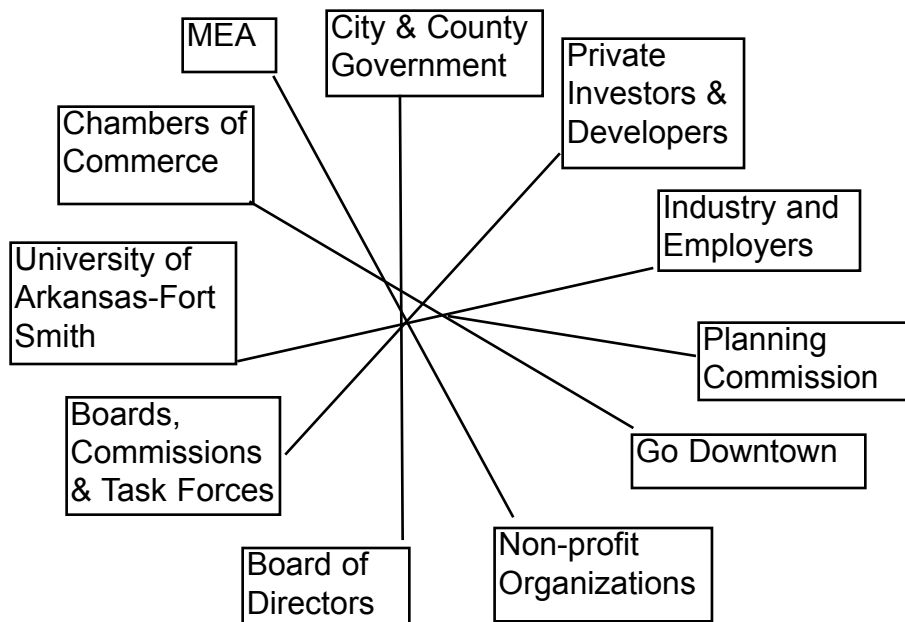 MEA
City & County
Government
Private
Investors &
Developers
Chambers of
Commerce
Industry and
Employers
University of
Arkansas-Fort
Smith
Planning
Commission
Boards,
Commissions
& Task Forces
Go Downtown
Non-profit
Organizations
Board of
Directors